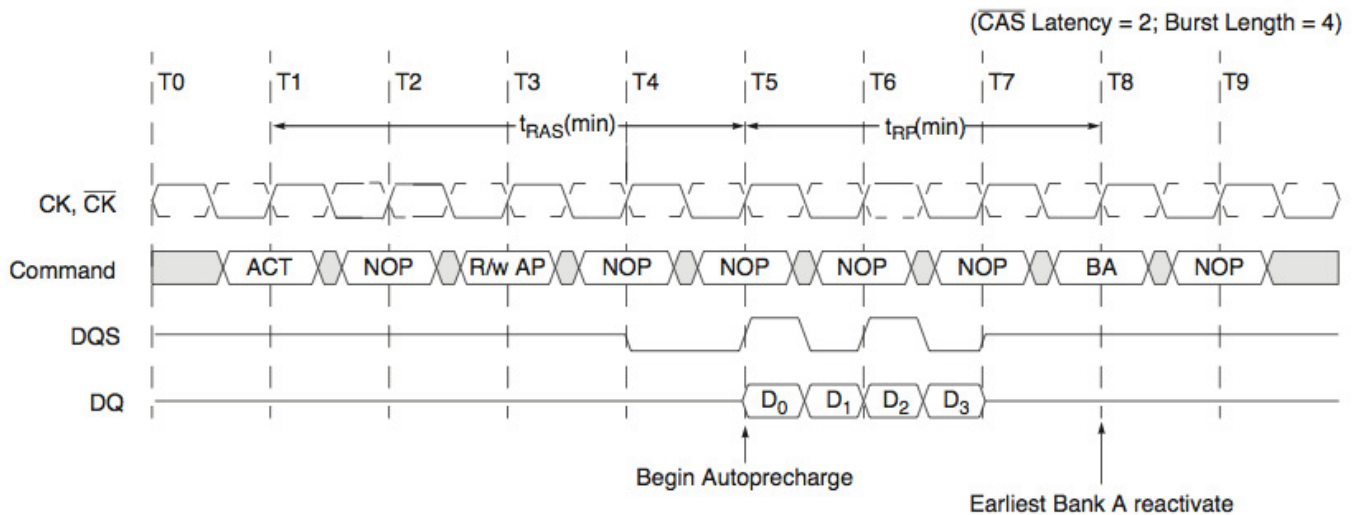 (CAS Latency = 2; Burst Length = 4)
T0 T1 T2 T3 T4 T5 T6 T7 T8 T9
tRAS(min) tRP(min)
CK, CK
Command ACT NOP R/w AP NOP NOP NOP NOP BA NOP
DQS
DQ D0 D1 D2 D3
Begin Autoprecharge
Earliest Bank A reactivate